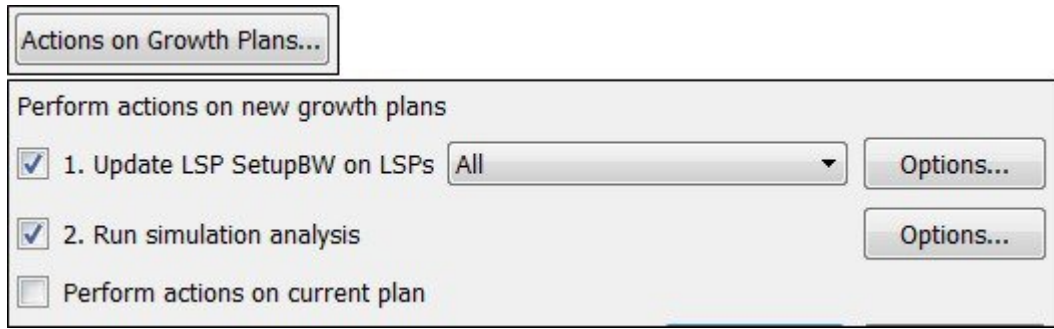 Actions on Growth Plans...
Perform actions on new growth plans
1. Update LSP SetupBW on LSPs All Options...
2. Run simulation analysis Options...
Perform actions on current plan